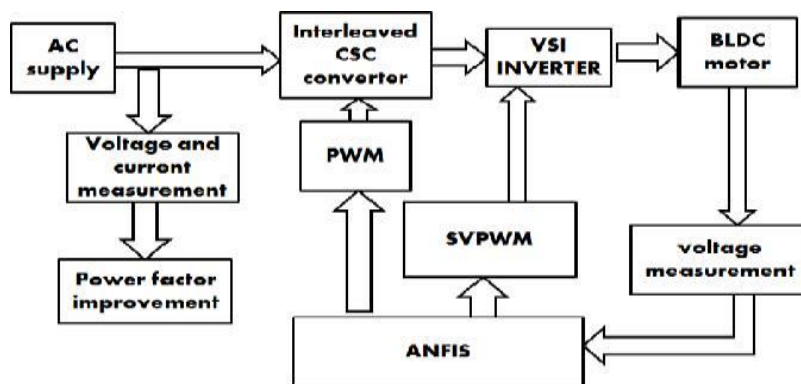 AC
supply
Interleaved
CSC
converter
VSI
INVERTER
BLDC
motor
Voltage and
current
measurement
PWM
SVPWM
voltage
measurement
Power factor
improvement
ANFIS